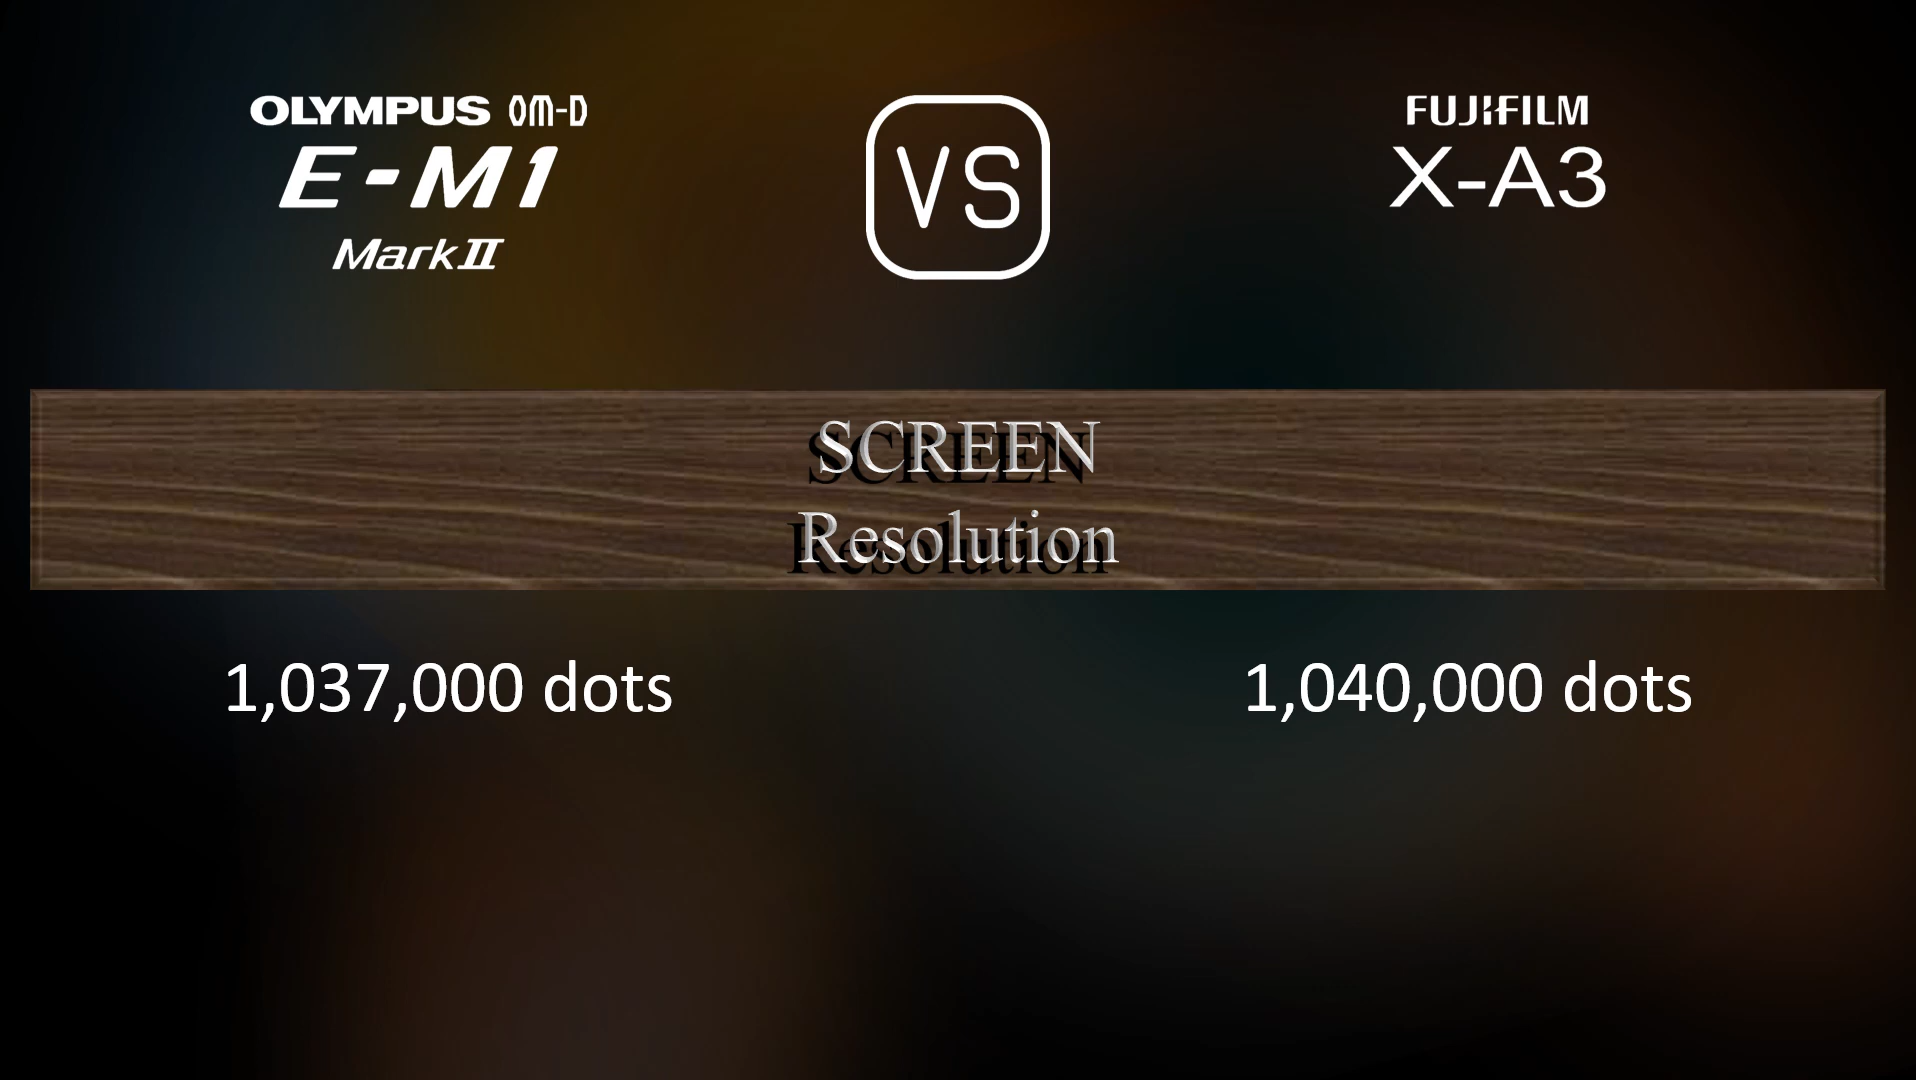 OLYMPUS OM-D
E-M1
Mark II
VS
FUJIFILM
X-A3
SCREEN
Resolution
1,037,000 dots
1,040,000 dots